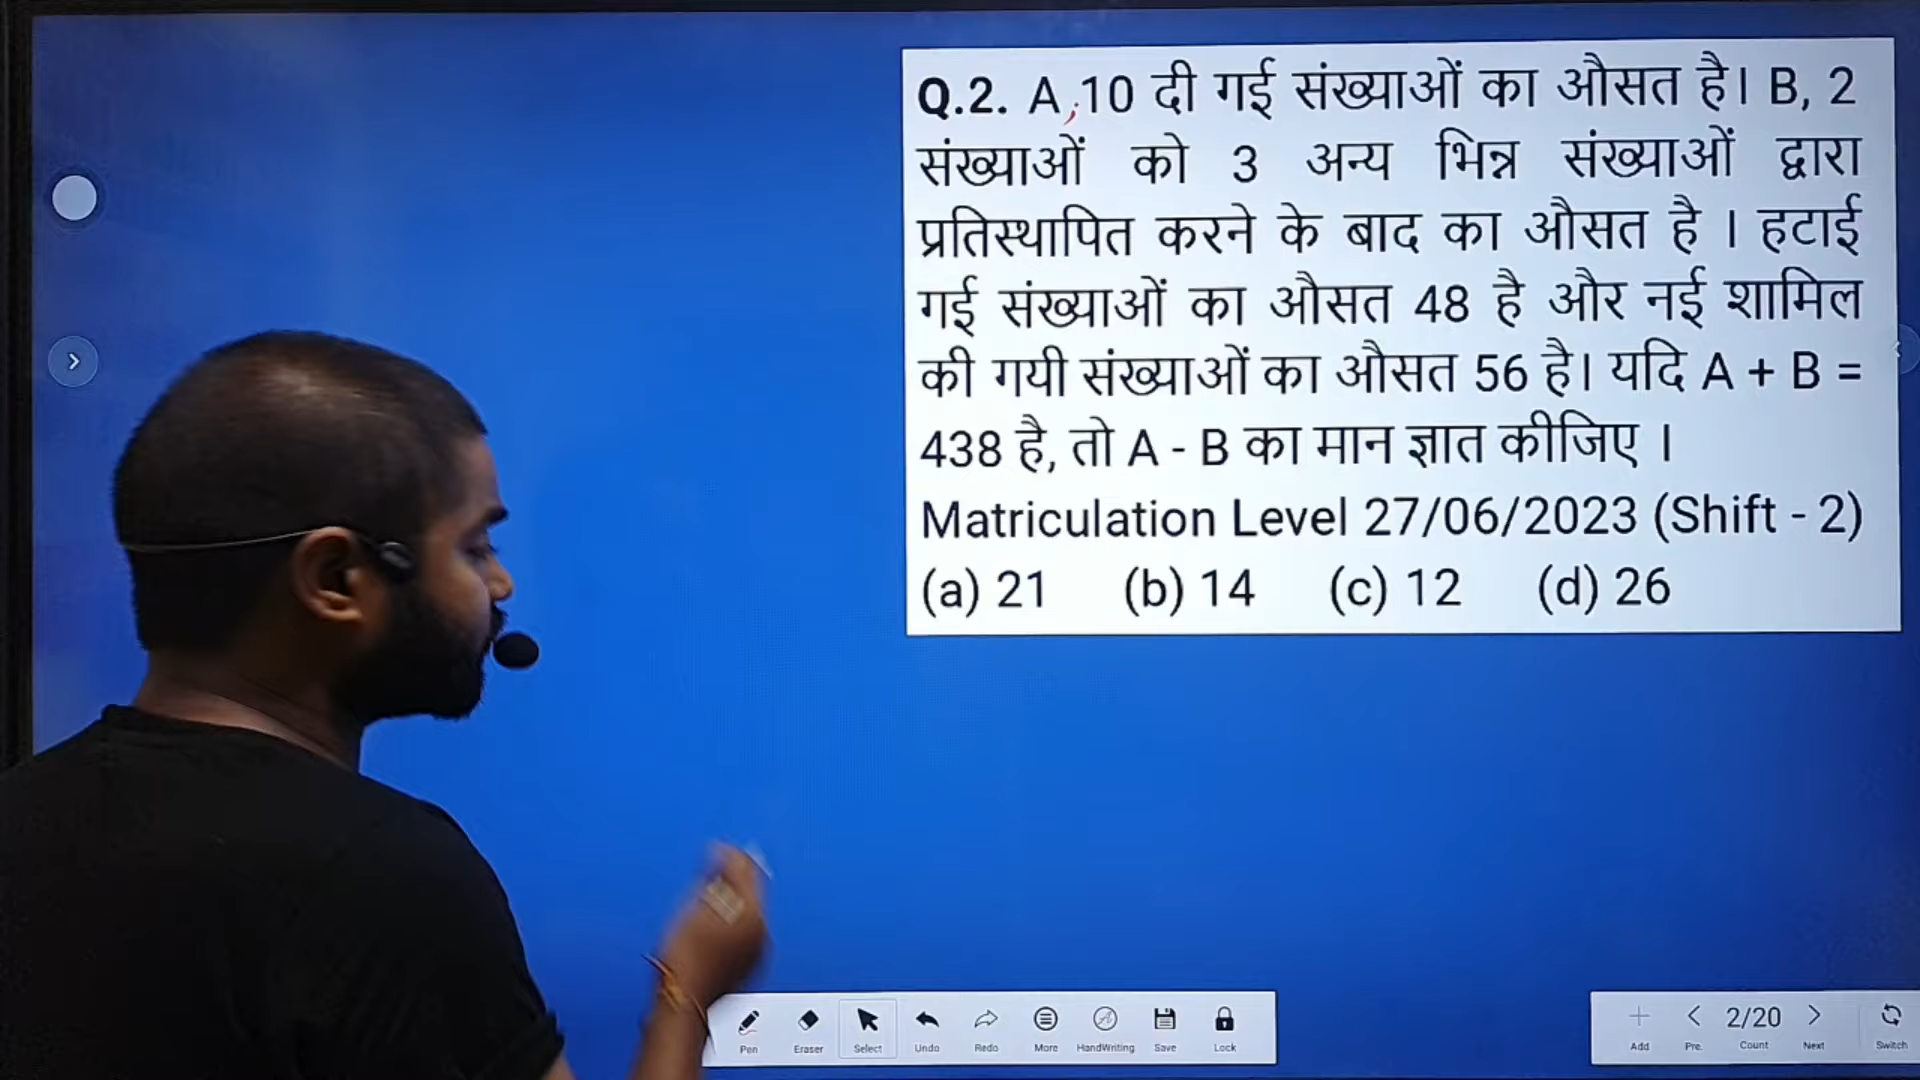 Q.2. A,10 दी गई संख्याओं का औसत है। B, 2
संख्याओं को 3 अन्य भिन्न संख्याओं द्वारा
प्रतिस्थापित करने के बाद का औसत है । हटाई
गई संख्याओं का औसत 48 है और नई शामिल
की गयी संख्याओं का औसत 56 है। यदि A + B =
438 है, तो A - B का मान ज्ञात कीजिए ।
Matriculation Level 27/06/2023 (Shift - 2)
(a) 21 (b) 14 (c) 12 (d) 26
Pen Eraser Select Undo Redo More HandWriting Save Lock
2/20
Add Pre. Count Next Switch